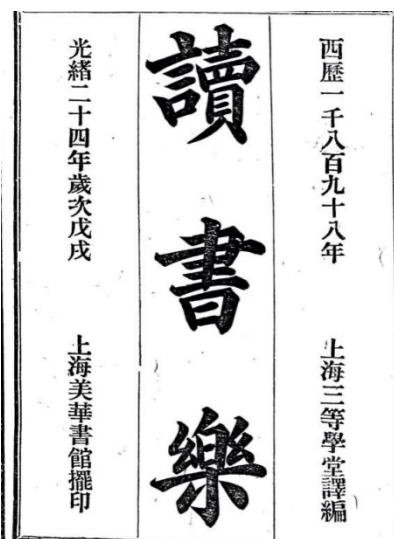 西歷一千八百九十八年 上海三等學堂譯編
讀書樂
光緒二十四年歲次戊戌 上海美華書館擺印